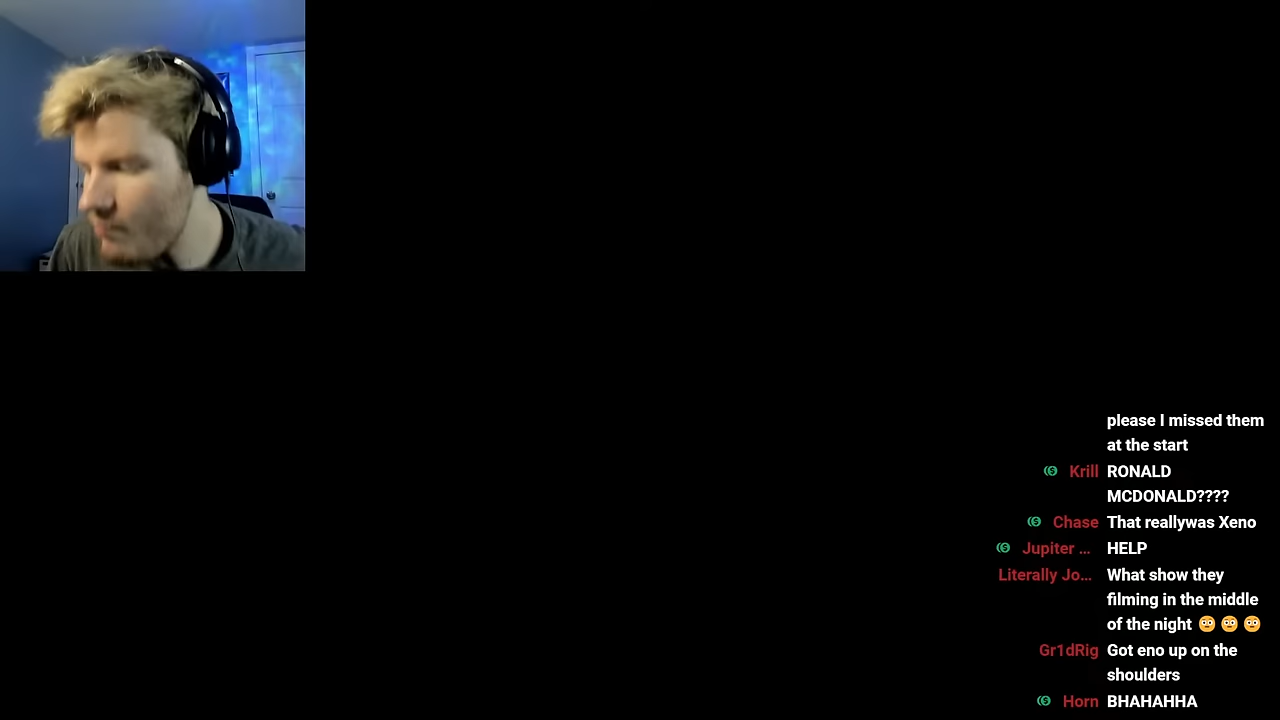 please I missed them
at the start
Krill RONALD
MCDONALD????
Chase That reallywas Xeno
Jupiter ... HELP
Literally Jo... What show they
filming in the middle
of the night 😳 😳 😳
Gr1dRig Got eno up on the
shoulders
Horn BHAHAHHA